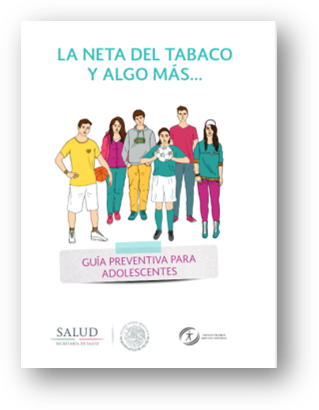 LA NETA DEL TABACO
Y ALGO MÁS...
GUÍA PREVENTIVA PARA
ADOLESCENTES
SALUD
SECRETARÍA DE SALUD